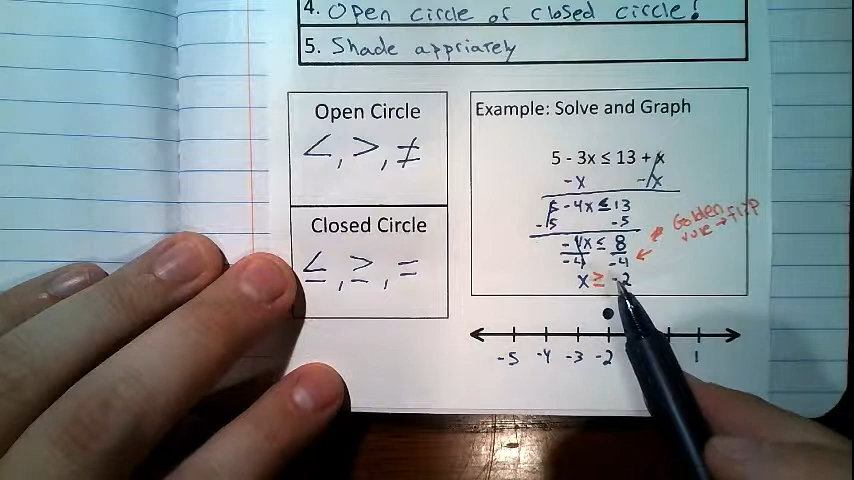 4. Open circle or closed circle!
5. Shade appriately
Open Circle
<, >, ≠
Closed Circle
≤, ≥, =
Example: Solve and Graph
5 - 3x ≤ 13 + x
-x -x
5 -4x ≤ 13
-5 -5
-4x ≤ 8
-4 -4
x ≥ -2
Golden
rule → flip
-5 -4 -3 -2 1